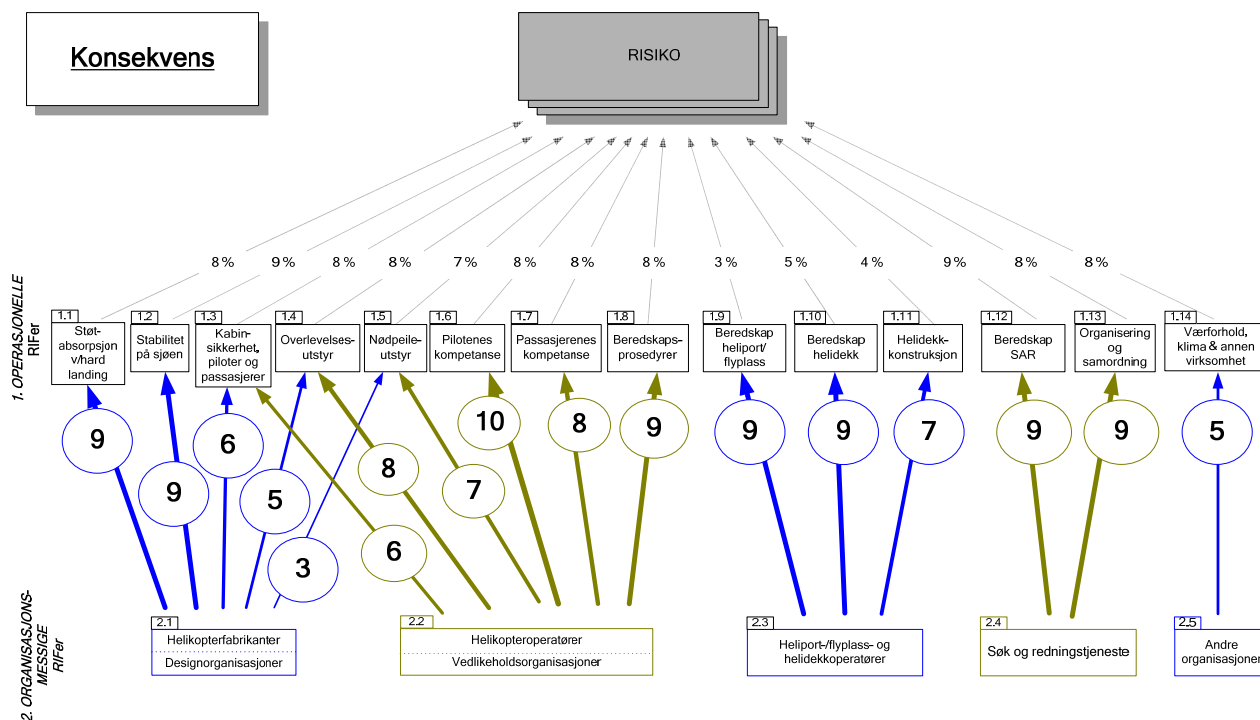 Konsekvens
RISIKO
8 %
9 %
8 %
8 %
7 %
8 %
8 %
8 %
3 %
5 %
4 %
9 %
8 %
8 %
1. OPERASJONELLE
RIFer
1.1
Støt-
absorpsjon
v/hard
landing
1.2
Stabilitet
på sjøen
1.3
Kabin-
sikkerhet,
piloter og
passasjerer
1.4
Overlevelses-
utstyr
1.5
Nødpeile-
utstyr
1.6
Pilotenes
kompetanse
1.7
Passasjerenes
kompetanse
1.8
Beredskaps-
prosedyrer
1.9
Beredskap
heliport/
flyplass
1.10
Beredskap
helidekk
1.11
Helidekk-
konstruksjon
1.12
Beredskap
SAR
1.13
Organisering
og
samordning
1.14
Værforhold,
klima & annen
virksomhet
9
9
6
5
3
6
8
7
10
8
9
9
9
7
9
9
5
2. ORGANISASJONS-
MESSIGE
RIFer
2.1
Helikopterfabrikanter
Designorganisasjoner
2.2
Helikopteroperatører
Vedlikeholdsorganisasjoner
2.3
Heliport-/flyplass- og
helidekkoperatører
2.4
Søk og redningstjeneste
2.5
Andre
organisasjoner